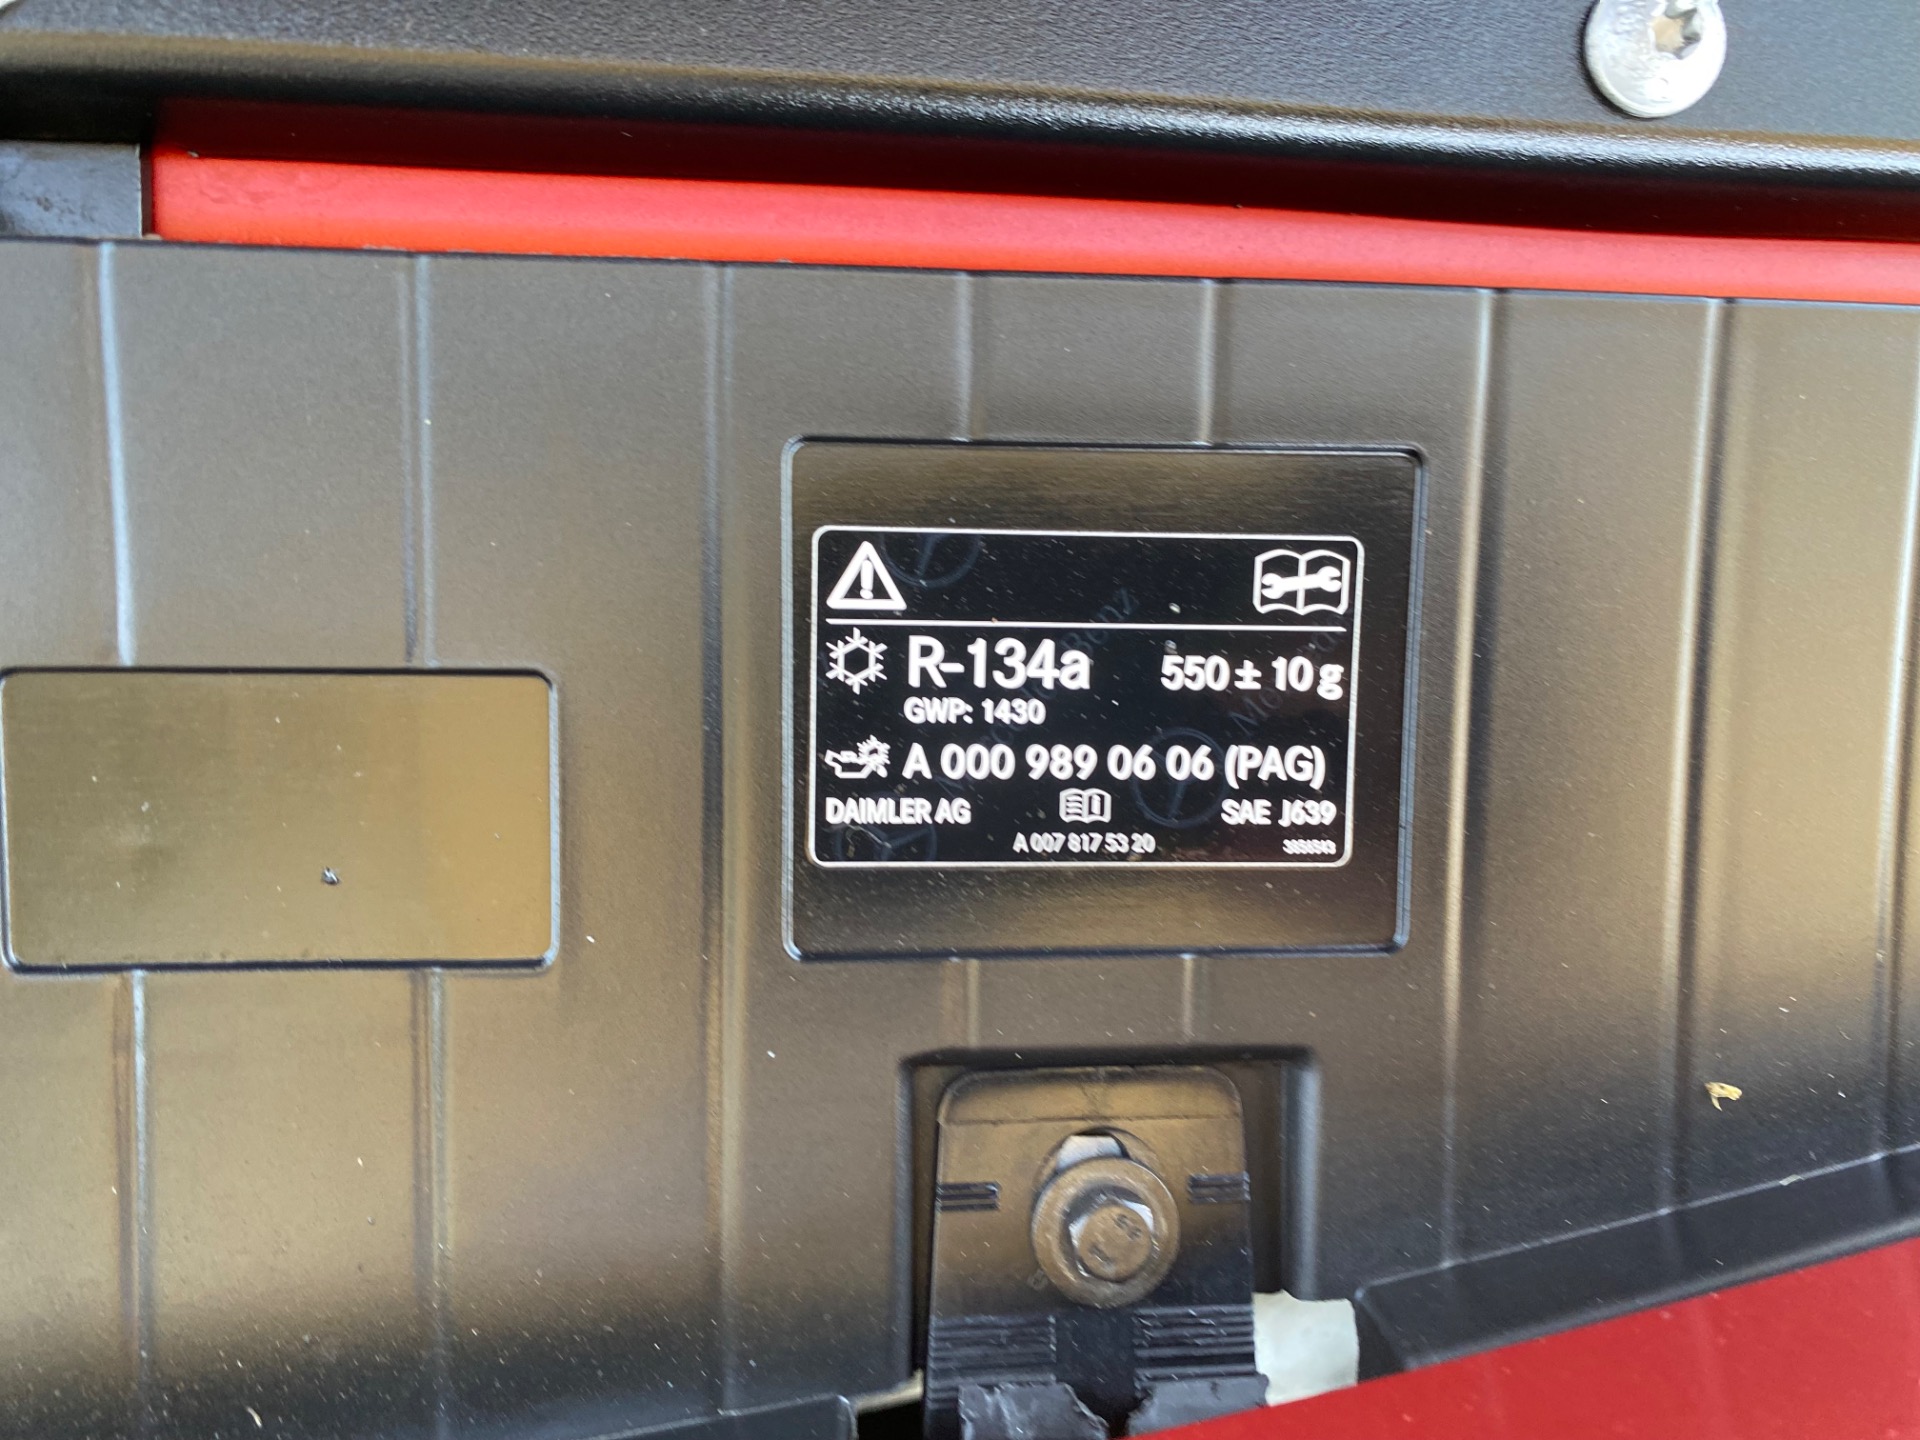 R-134a 550 ± 10 g
GWP: 1430
A 000 989 06 06 (PAG)
DAIMLER AG SAE J639
A 007 817 53 20